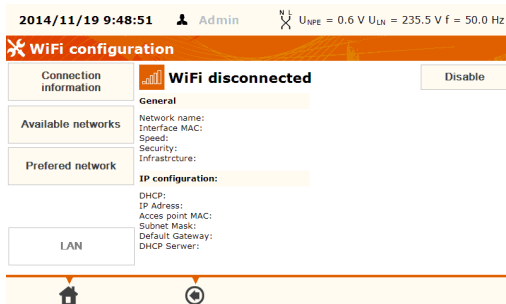 2014/11/19 9:48:51 Admin N L U NPE = 0.6 V U LN = 235.5 V f = 50.0 Hz
WiFi configuration
Connection
information
WiFi disconnected
Disable
General
Available networks
Network name:
Interface MAC:
Speed:
Security:
Infrastrcture:
Prefered network
IP configuration:
DHCP:
IP Adress:
Acces point MAC:
Subnet Mask:
Default Gateway:
DHCP Serwer:
LAN